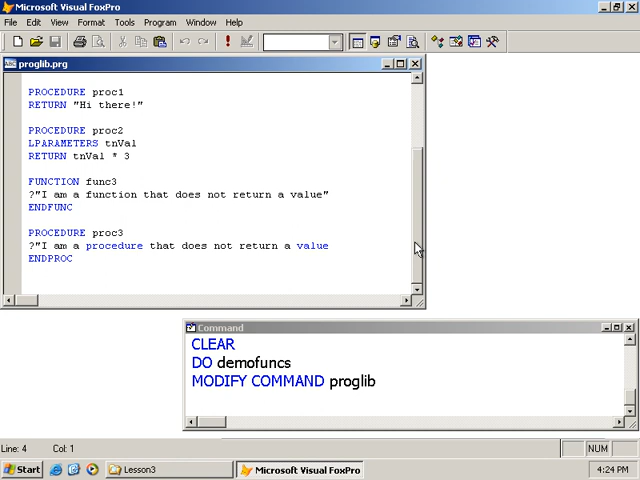 Microsoft Visual FoxPro
File Edit View Format Tools Program Window Help
proglib.prg
PROCEDURE proc1
RETURN "Hi there!"
PROCEDURE proc2
LPARAMETERS tnVal
RETURN tnVal * 3
FUNCTION func3
?"I am a function that does not return a value"
ENDFUNC
PROCEDURE proc3
?"I am a procedure that does not return a value
ENDPROC
Command
CLEAR
DO demofuncs
MODIFY COMMAND proglib
Line: 4 Col: 1 NUM
Start Lesson3 Microsoft Visual FoxPro 4:24 PM